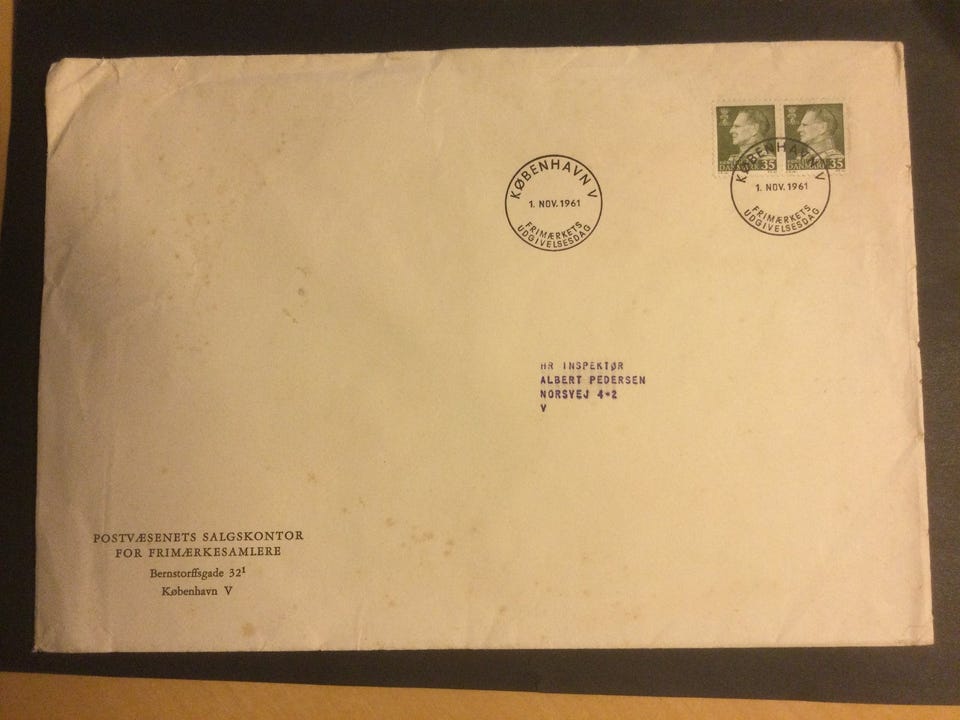 DANMARK 35
DANMARK 35
KØBENHAVN V
1. NOV. 1961
FRIMÆRKETS
UDGIVELSESDAG
KØBENHAVN V
1. NOV. 1961
FRIMÆRKETS
UDGIVELSESDAG
HR INSPEKTØR
ALBERT PEDERSEN
NORSVEJ 4-2
V
POSTVÆSENETS SALGSKONTOR
FOR FRIMÆRKESAMLERE
Bernstorffsgade 32¹
København V